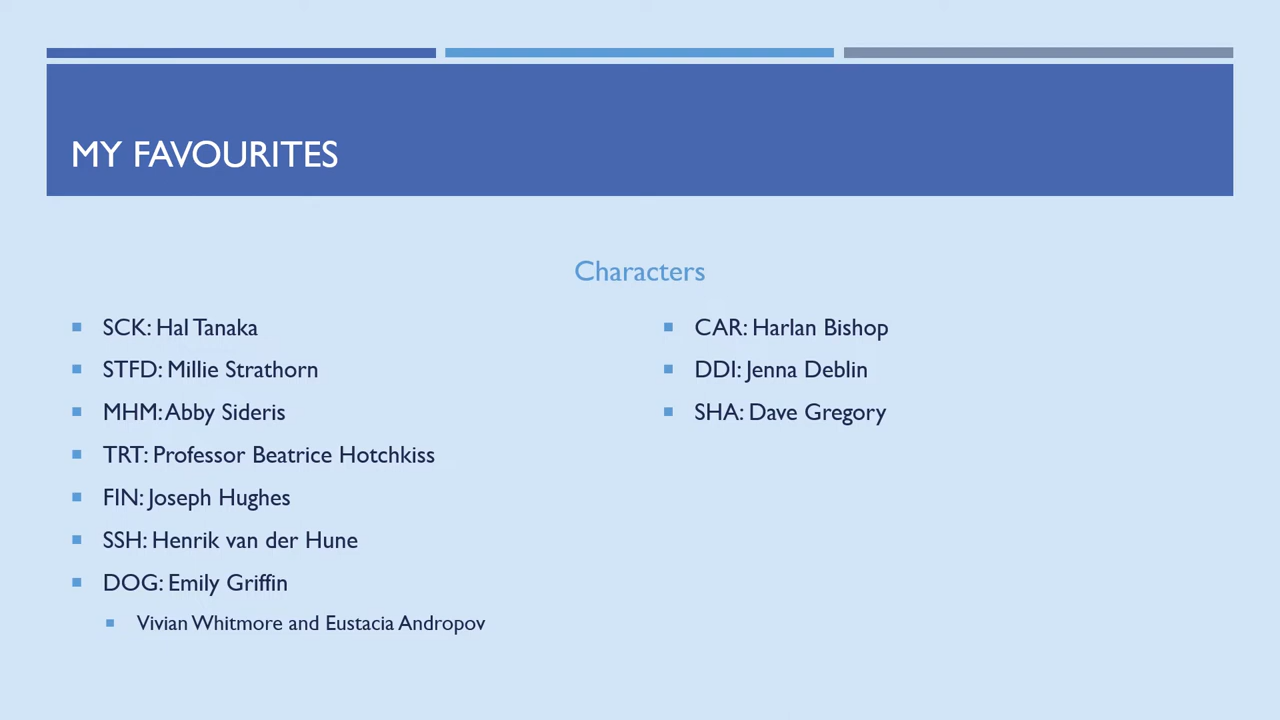 MY FAVOURITES
Characters
SCK: Hal Tanaka
STFD: Millie Strathorn
MHM: Abby Sideris
TRT: Professor Beatrice Hotchkiss
FIN: Joseph Hughes
SSH: Henrik van der Hune
DOG: Emily Griffin
Vivian Whitmore and Eustacia Andropov
CAR: Harlan Bishop
DDI: Jenna Deblin
SHA: Dave Gregory